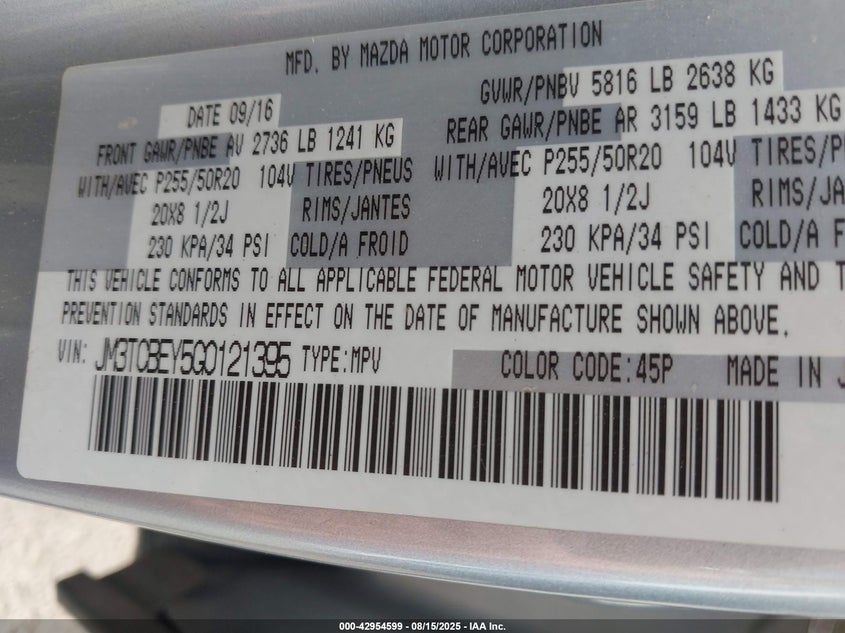 MFD. BY MAZDA MOTOR CORPORATION
DATE 09/16 GVWR/PNBV 5816 LB 2638 KG
FRONT GAWR/PNBE AV 2736 LB 1241 KG REAR GAWR/PNBE AR 3159 LB 1433 KG
WITH/AVEC P255/50R20 104V TIRES/PNEUS WITH/AVEC P255/50R20 104V TIRES/P
20X8 1/2J RIMS/JANTES 20X8 1/2J RIMS/JA
230 KPA/34 PSI COLD/A FROID 230 KPA/34 PSI COLD/A F
THIS VEHICLE CONFORMS TO ALL APPLICABLE FEDERAL MOTOR VEHICLE SAFETY AND T
PREVENTION STANDARDS IN EFFECT ON THE DATE OF MANUFACTURE SHOWN ABOVE.
VIN: JM3TCBEY5G0121395 TYPE:MPV COLOR CODE:45P MADE IN J
000-42954599 - 08/15/2025 - IAA Inc.